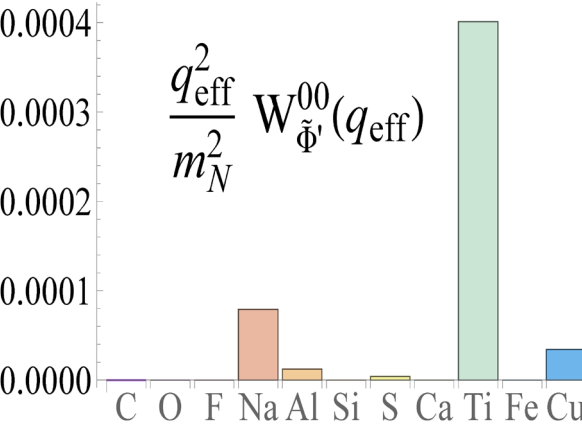 0.0004
q²eff/m²N W⁰⁰Φ̃'(qeff)
0.0003
0.0002
0.0001
0.0000
C O F Na Al Si S Ca Ti Fe Cu